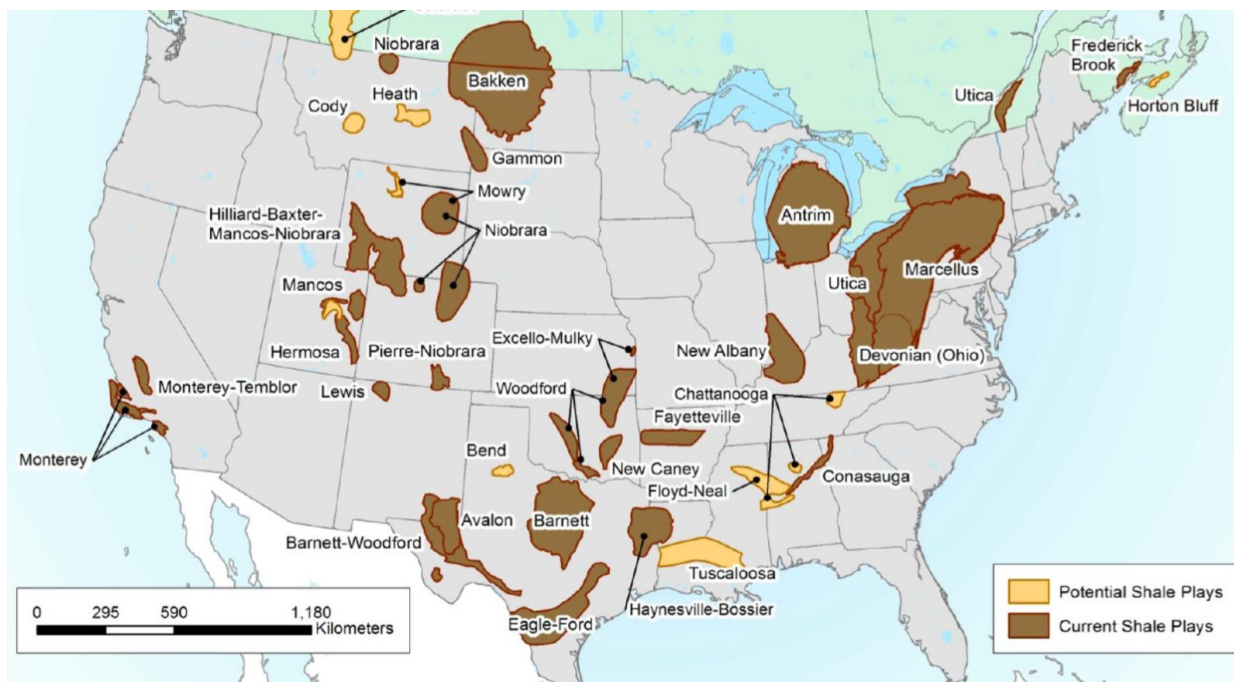 Niobrara
Bakken
Frederick
Brook
Utica
Horton Bluff
Cody
Heath
Gammon
Mowry
Antrim
Hilliard-Baxter-
Mancos-Niobrara
Niobrara
Marcellus
Utica
Mancos
Excello-Mulky
New Albany
Devonian (Ohio)
Hermosa
Pierre-Niobrara
Monterey-Temblor
Lewis
Woodford
Chattanooga
Fayetteville
Monterey
Bend
New Caney
Floyd-Neal
Conasauga
Avalon
Barnett
Barnett-Woodford
Tuscaloosa
Haynesville-Bossier
Eagle-Ford
0 295 590 1,180
Kilometers
Potential Shale Plays
Current Shale Plays